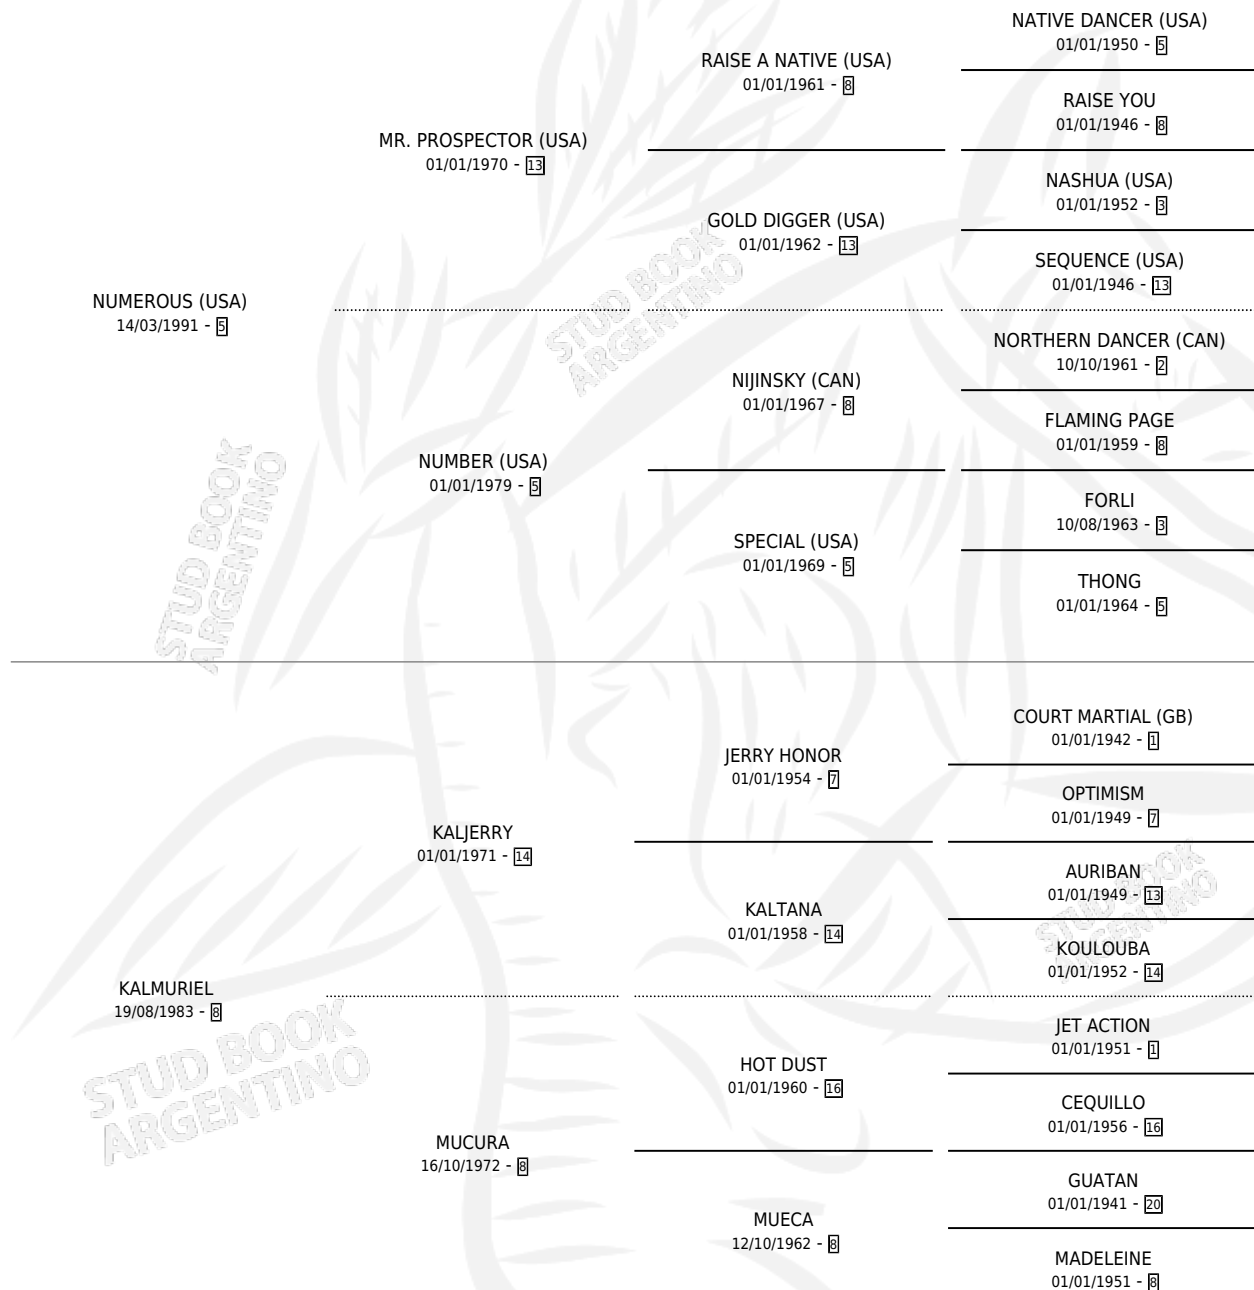 NATIVE DANCER (USA)
01/01/1950 - 5
RAISE A NATIVE (USA)
01/01/1961 - 8
RAISE YOU
01/01/1946 - 8
MR. PROSPECTOR (USA)
01/01/1970 - 13
NASHUA (USA)
01/01/1952 - 3
GOLD DIGGER (USA)
01/01/1962 - 13
SEQUENCE (USA)
01/01/1946 - 13
NUMEROUS (USA)
14/03/1991 - 5
STUD BOOK
ARGENTINO
NORTHERN DANCER (CAN)
10/10/1961 - 2
NIJINSKY (CAN)
01/01/1967 - 8
FLAMING PAGE
01/01/1959 - 8
NUMBER (USA)
01/01/1979 - 5
FORLI
10/08/1963 - 3
SPECIAL (USA)
01/01/1969 - 5
THONG
01/01/1964 - 5
STUD BOOK
ARGENTINO
COURT MARTIAL (GB)
01/01/1942 - 1
JERRY HONOR
01/01/1954 - 7
OPTIMISM
01/01/1949 - 7
KALJERRY
01/01/1971 - 14
AURIBAN
01/01/1949 - 13
KALTANA
01/01/1958 - 14
STUD BOOK
ARGENTINO
KOULOUBA
01/01/1952 - 14
KALMURIEL
19/08/1983 - 8
STUD BOOK
ARGENTINO
JET ACTION
01/01/1951 - 1
HOT DUST
01/01/1960 - 16
CEQUILLO
01/01/1956 - 16
MUCURA
16/10/1972 - 8
GUATAN
01/01/1941 - 20
MUECA
12/10/1962 - 8
MADELEINE
01/01/1951 - 8